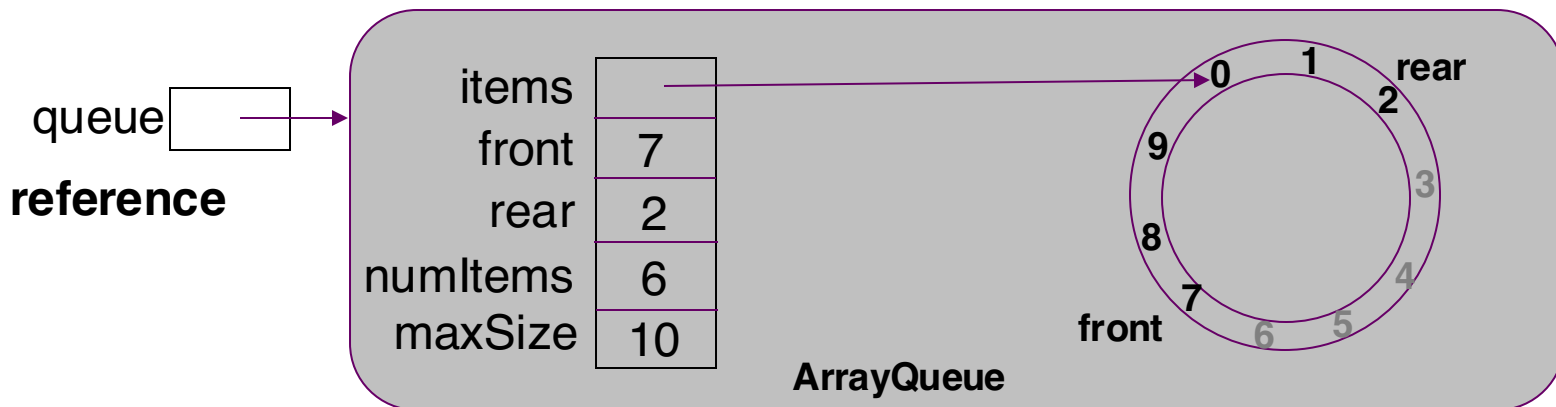 queue
reference
items
front 7
rear 2
numItems 6
maxSize 10
ArrayQueue
0
1
2
3
4
5
6
7
8
9
rear
front